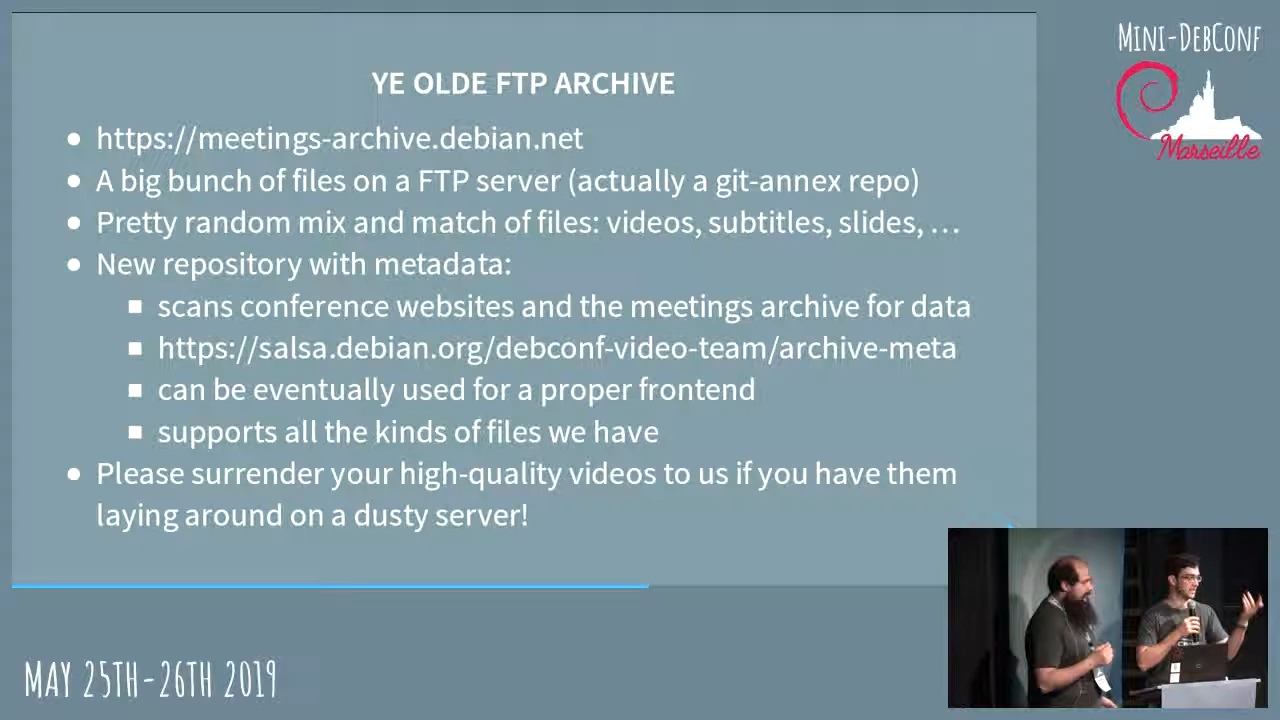 YE OLDE FTP ARCHIVE
https://meetings-archive.debian.net
A big bunch of files on a FTP server (actually a git-annex repo)
Pretty random mix and match of files: videos, subtitles, slides, …
New repository with metadata:
scans conference websites and the meetings archive for data
https://salsa.debian.org/debconf-video-team/archive-meta
can be eventually used for a proper frontend
supports all the kinds of files we have
Please surrender your high-quality videos to us if you have them
laying around on a dusty server!
MINI-DEBCONF
Marseille
MAY 25TH-26TH 2019